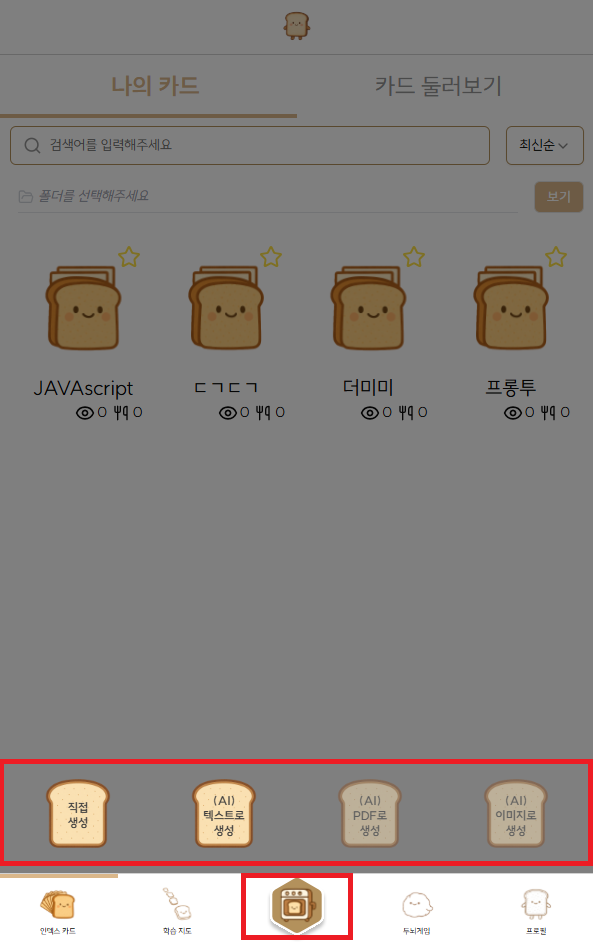 나의 카드 카드 둘러보기
검색어를 입력해주세요 최신순
폴더를 선택해주세요 보기
JAVAscript ㄷㄱㄷㄱ 더미미 프롱투
0 0 0 0 0 0 0 0
직접
생성
(AI)
텍스트로
생성
(AI)
PDF로
생성
(AI)
이미지로
생성
인덱스 카드 학습 지도 두뇌게임 프로필